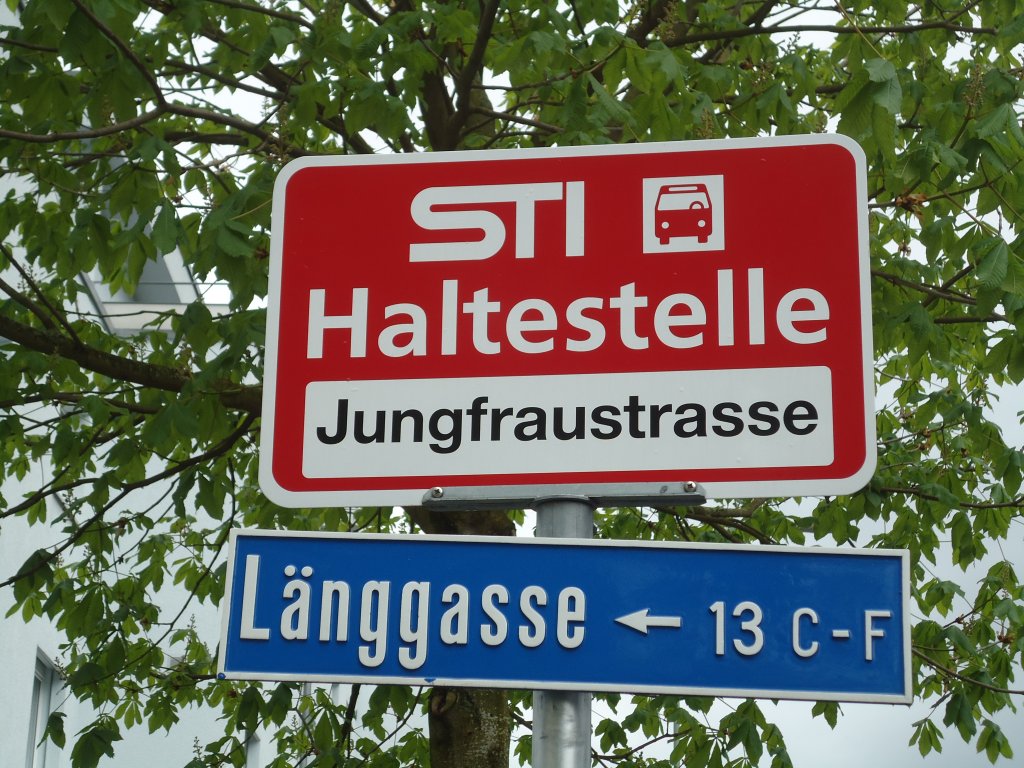 STI
Haltestelle
Jungfraustrasse
Länggasse ← 13 C-F